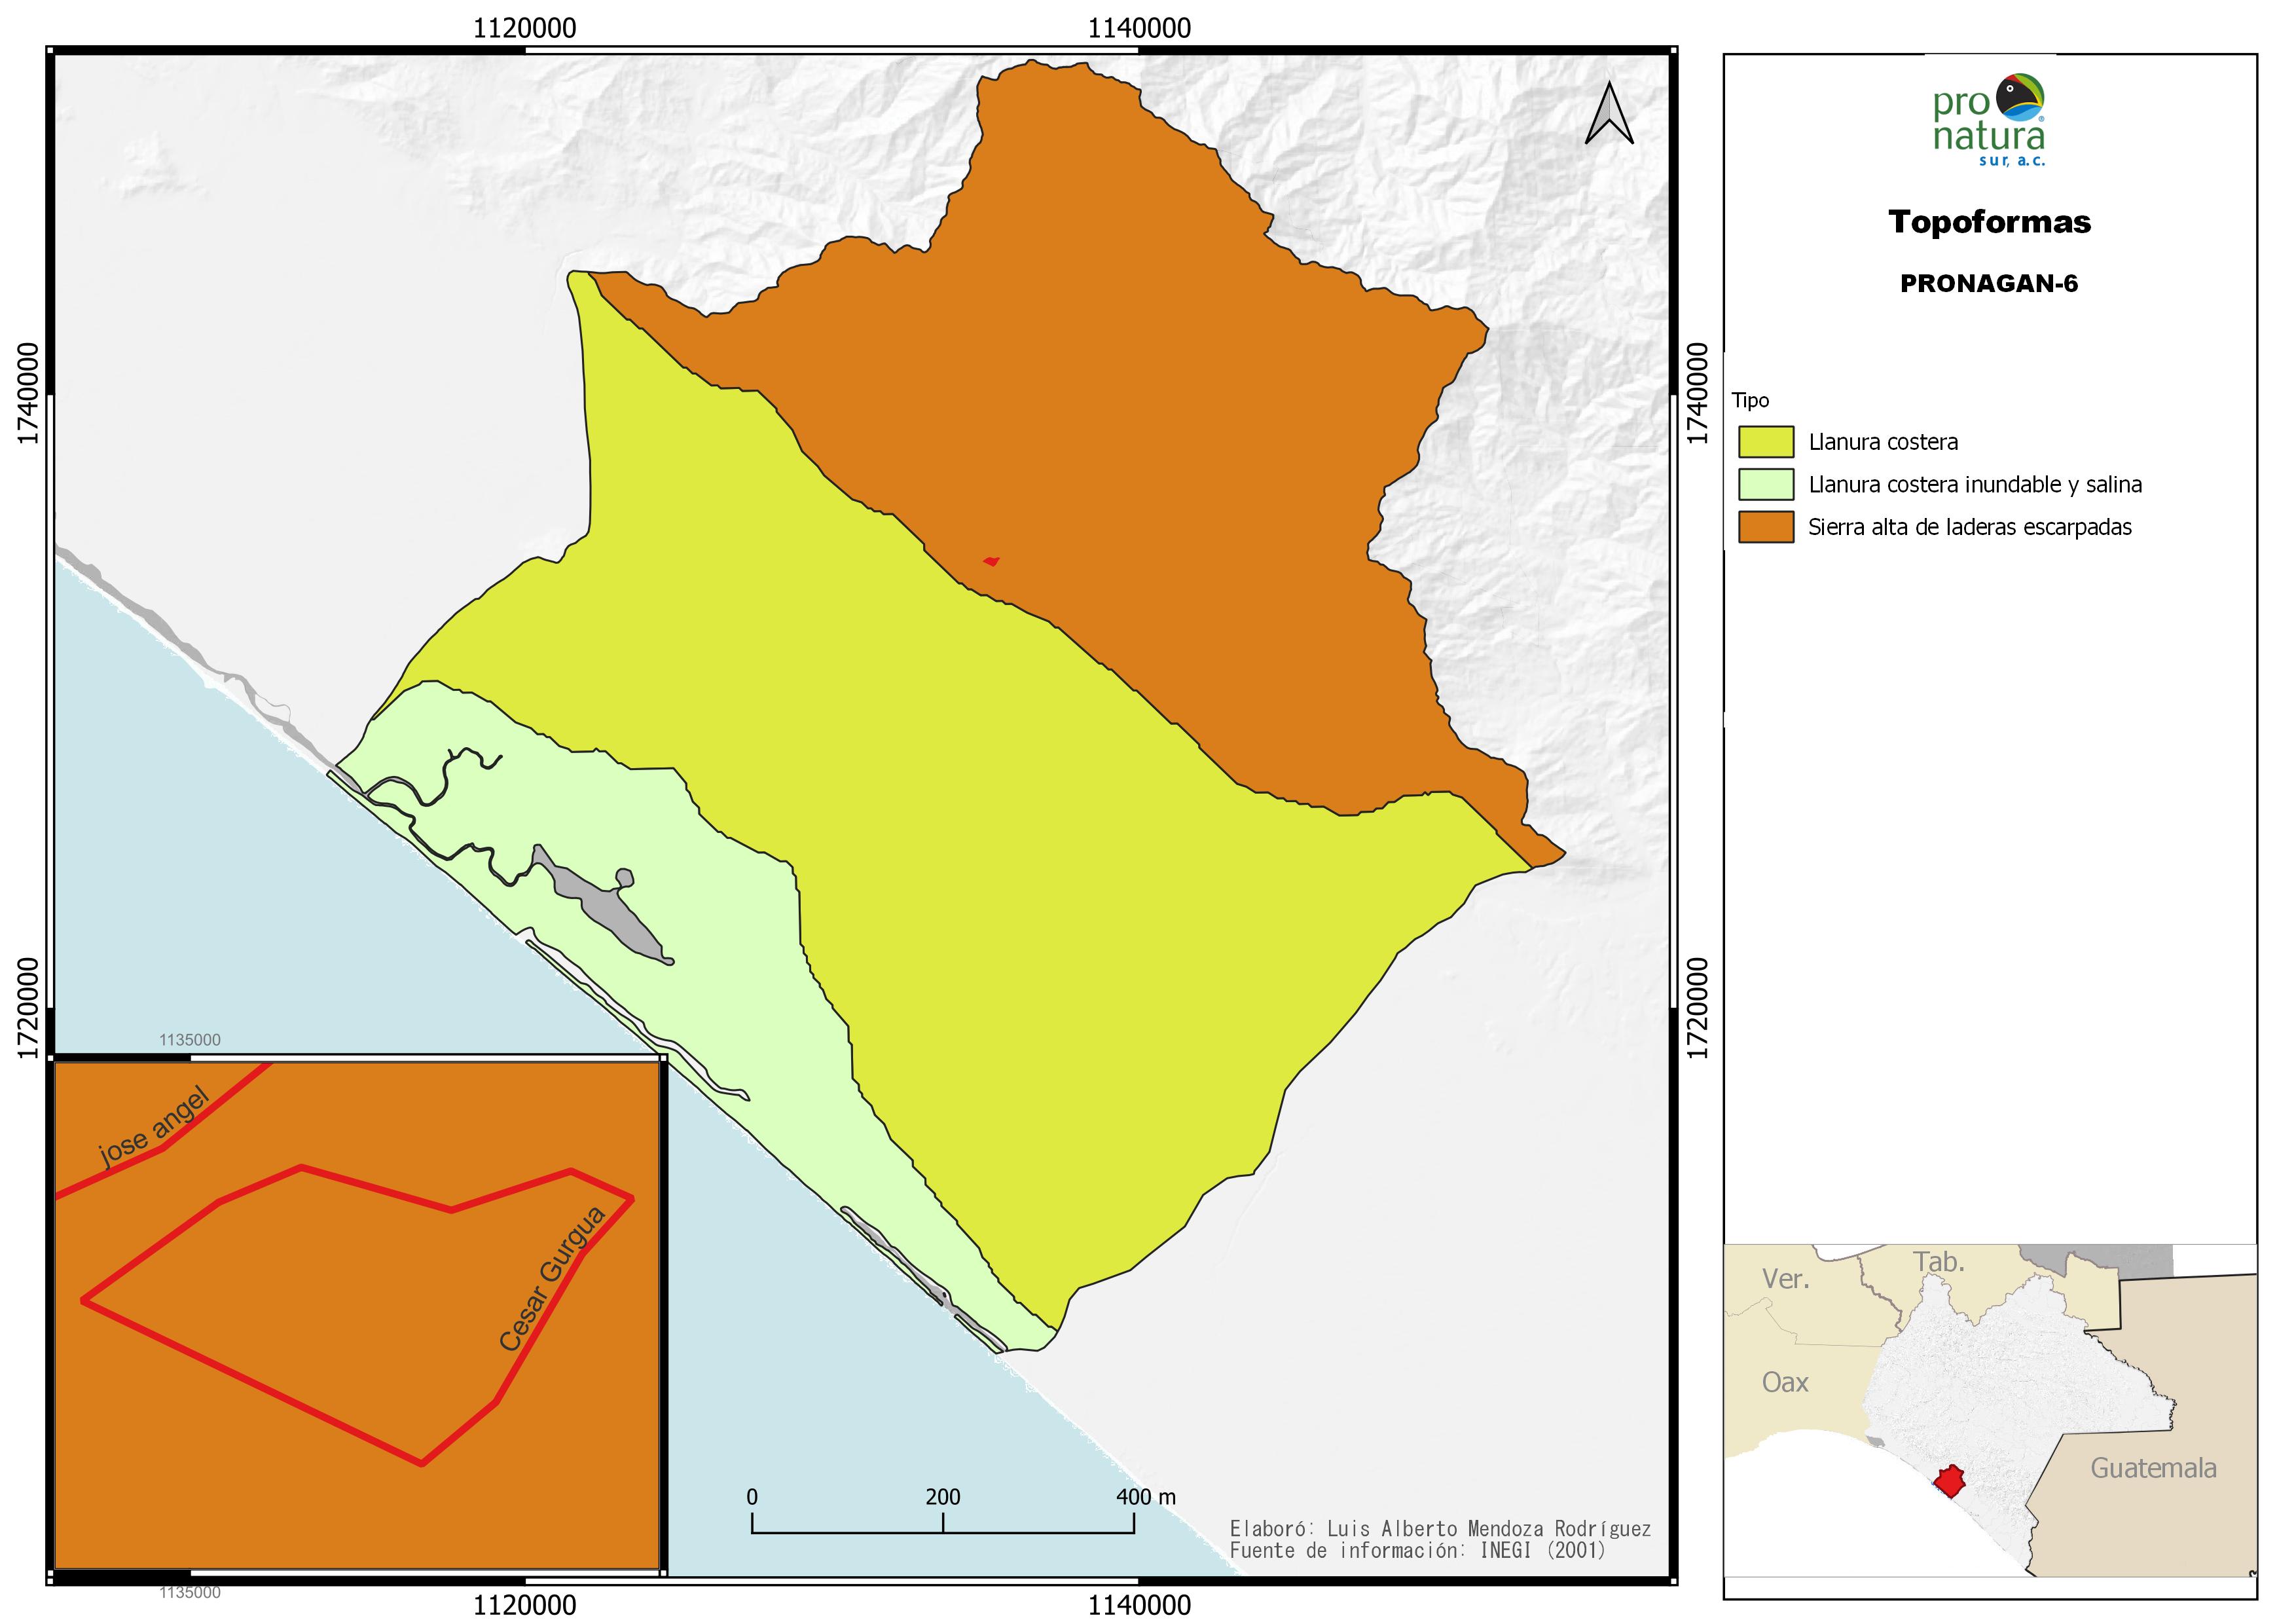 1120000
1140000
1740000
1740000
1720000
1720000
1135000
jose angel
Cesar Gurgua
1135000
1120000
1140000
0
200
400 m
Elaboró: Luis Alberto Mendoza Rodríguez
Fuente de información: INEGI (2001)
pro
natura
®
sur, a.c.
Topoformas
PRONAGAN-6
Tipo
Llanura costera
Llanura costera inundable y salina
Sierra alta de laderas escarpadas
Ver.
Tab.
Oax
Guatemala